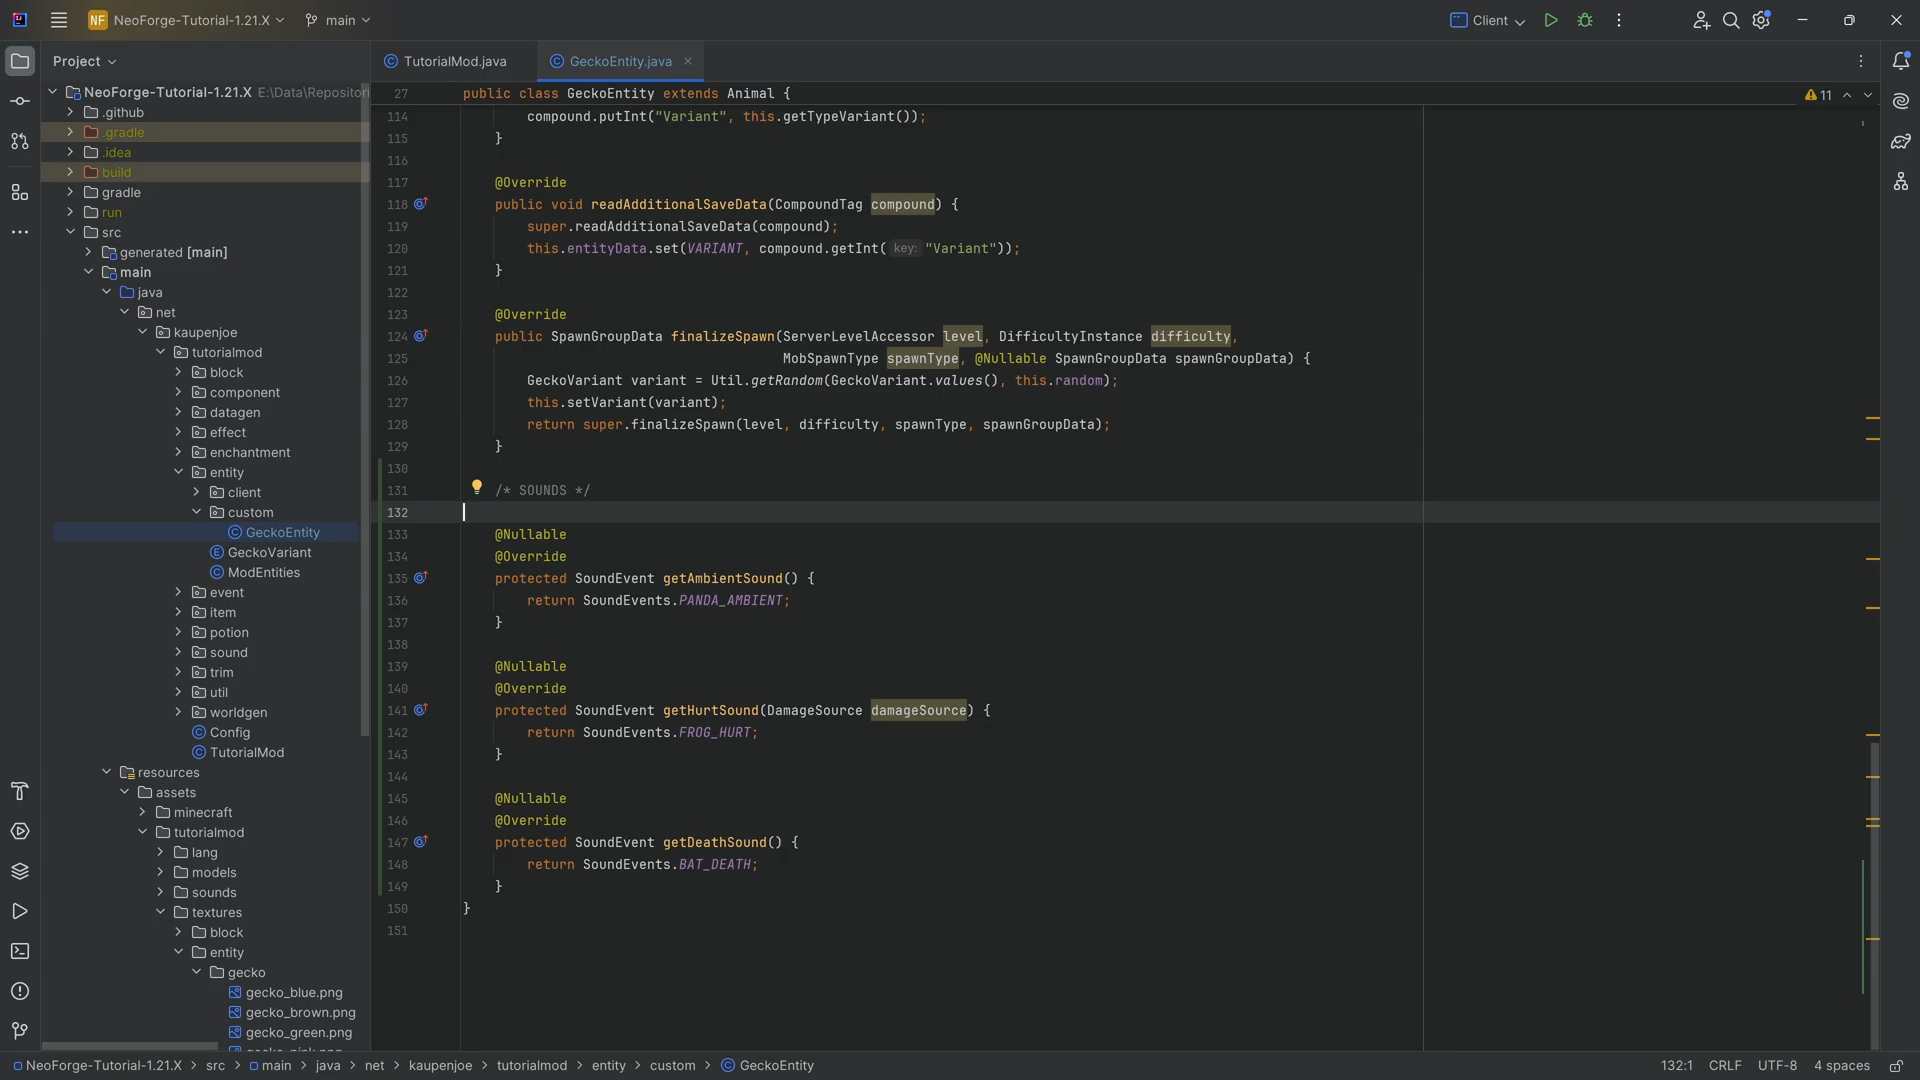 NF NeoForge-Tutorial-1.21.X main Client
Project
TutorialMod.java GeckoEntity.java
NeoForge-Tutorial-1.21.X E:\Data\Repositori
.github
.gradle
.idea
build
gradle
run
src
generated [main]
main
java
net
kaupenjoe
tutorialmod
block
component
datagen
effect
enchantment
entity
client
custom
GeckoEntity
GeckoVariant
ModEntities
event
item
potion
sound
trim
util
worldgen
Config
TutorialMod
resources
assets
minecraft
tutorialmod
lang
models
sounds
textures
block
entity
gecko
gecko_blue.png
gecko_brown.png
gecko_green.png
27 public class GeckoEntity extends Animal { 11
114 compound.putInt("Variant", this.getTypeVariant());
115 }
116
117 @Override
118 public void readAdditionalSaveData(CompoundTag compound) {
119 super.readAdditionalSaveData(compound);
120 this.entityData.set(VARIANT, compound.getInt( key: "Variant"));
121 }
122
123 @Override
124 public SpawnGroupData finalizeSpawn(ServerLevelAccessor level, DifficultyInstance difficulty,
125 MobSpawnType spawnType, @Nullable SpawnGroupData spawnGroupData) {
126 GeckoVariant variant = Util.getRandom(GeckoVariant.values(), this.random);
127 this.setVariant(variant);
128 return super.finalizeSpawn(level, difficulty, spawnType, spawnGroupData);
129 }
130
131 /* SOUNDS */
132
133 @Nullable
134 @Override
135 protected SoundEvent getAmbientSound() {
136 return SoundEvents.PANDA_AMBIENT;
137 }
138
139 @Nullable
140 @Override
141 protected SoundEvent getHurtSound(DamageSource damageSource) {
142 return SoundEvents.FROG_HURT;
143 }
144
145 @Nullable
146 @Override
147 protected SoundEvent getDeathSound() {
148 return SoundEvents.BAT_DEATH;
149 }
150 }
151
NeoForge-Tutorial-1.21.X > src > main > java > net > kaupenjoe > tutorialmod > entity > custom > GeckoEntity 132:1 CRLF UTF-8 4 spaces